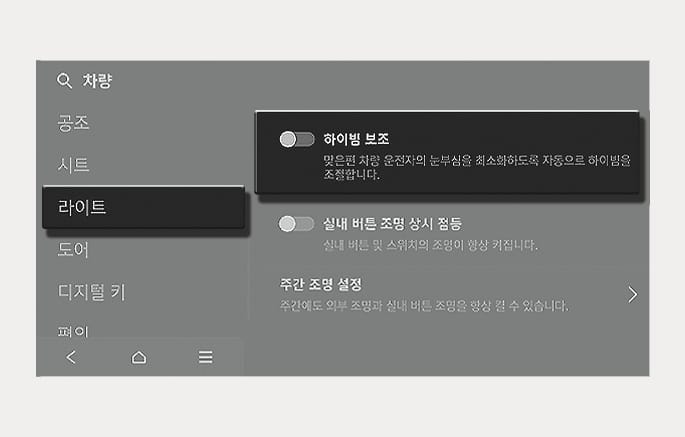 차량
공조
시트
라이트
도어
디지털 키
편의
하이빔 보조
맞은편 차량 운전자의 눈부심을 최소화하도록 자동으로 하이빔을
조절합니다.
실내 버튼 조명 상시 점등
실내 버튼 및 스위치의 조명이 항상 켜집니다.
주간 조명 설정
주간에도 외부 조명과 실내 버튼 조명을 항상 켤 수 있습니다.